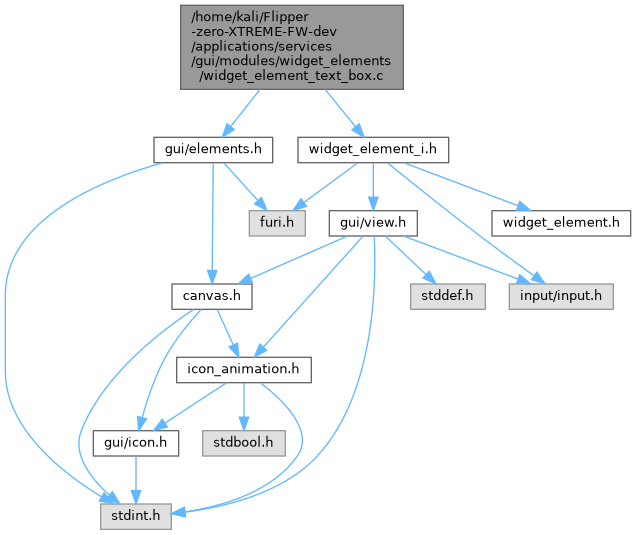 /home/kali/Flipper
-zero-XTREME-FW-dev
/applications/services
/gui/modules/widget_elements
/widget_element_text_box.c
gui/elements.h
widget_element_i.h
furi.h
gui/view.h
widget_element.h
canvas.h
stddef.h
input/input.h
icon_animation.h
gui/icon.h
stdbool.h
stdint.h